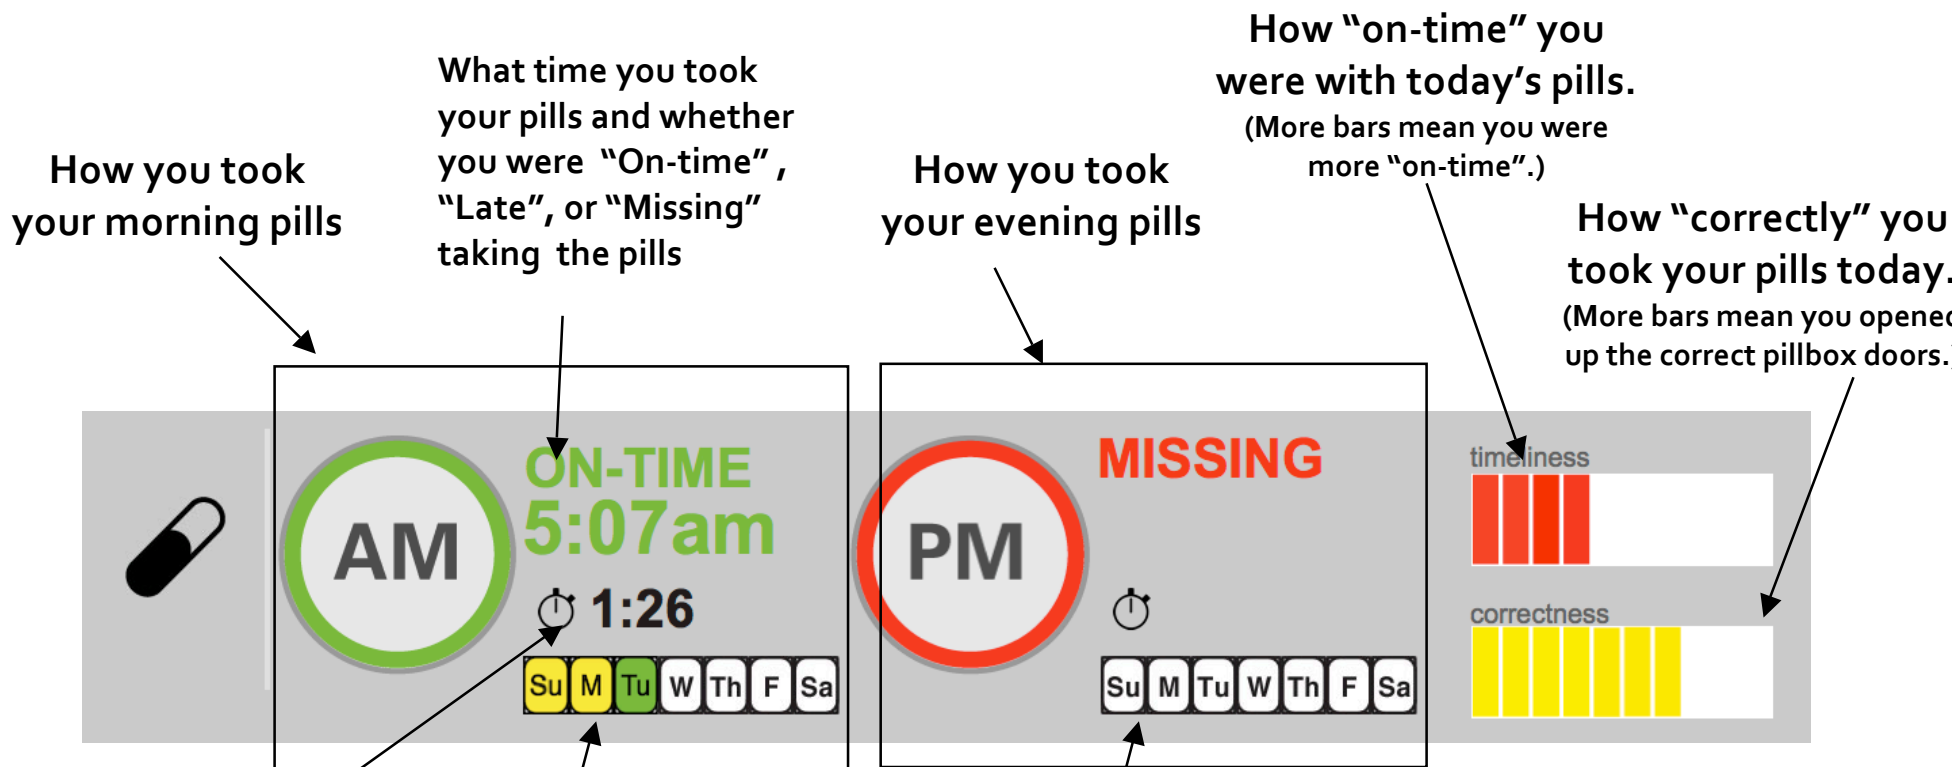 How you took
your morning pills
What time you took
your pills and whether
you were “On-time” ,
“Late”, or “Missing”
taking the pills
How you took
your evening pills
How “on-time” you
were with today’s pills.
(More bars mean you were
more “on-time”.)
How “correctly” you
took your pills today.
(More bars mean you opened
up the correct pillbox doors.)
AM
ON-TIME
5:07am
1:26
Su M Tu W Th F Sa
PM
MISSING
Su M Tu W Th F Sa
timeliness
correctness